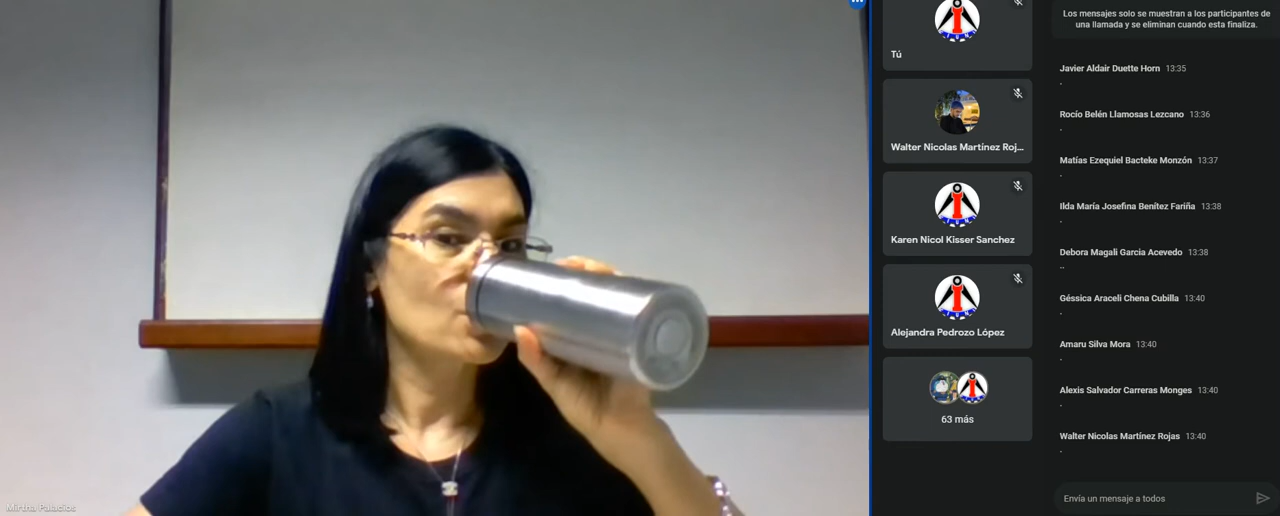 Mirtha Palacios
Tú
Walter Nicolas Martínez Roj...
Karen Nicol Kisser Sanchez
Alejandra Pedrozo López
63 más
Los mensajes solo se muestran a los participantes de
una llamada y se eliminan cuando esta finaliza.
Javier Aldair Duette Horn 13:35
.
Rocío Belén Llamosas Lezcano 13:36
.
Matías Ezequiel Bacteke Monzón 13:37
.
Ilda María Josefina Benítez Fariña 13:38
.
Debora Magali Garcia Acevedo 13:38
..
Géssica Araceli Chena Cubilla 13:40
.
Amaru Silva Mora 13:40
.
Alexis Salvador Carreras Monges 13:40
.
Walter Nicolas Martínez Rojas 13:40
.
Envía un mensaje a todos